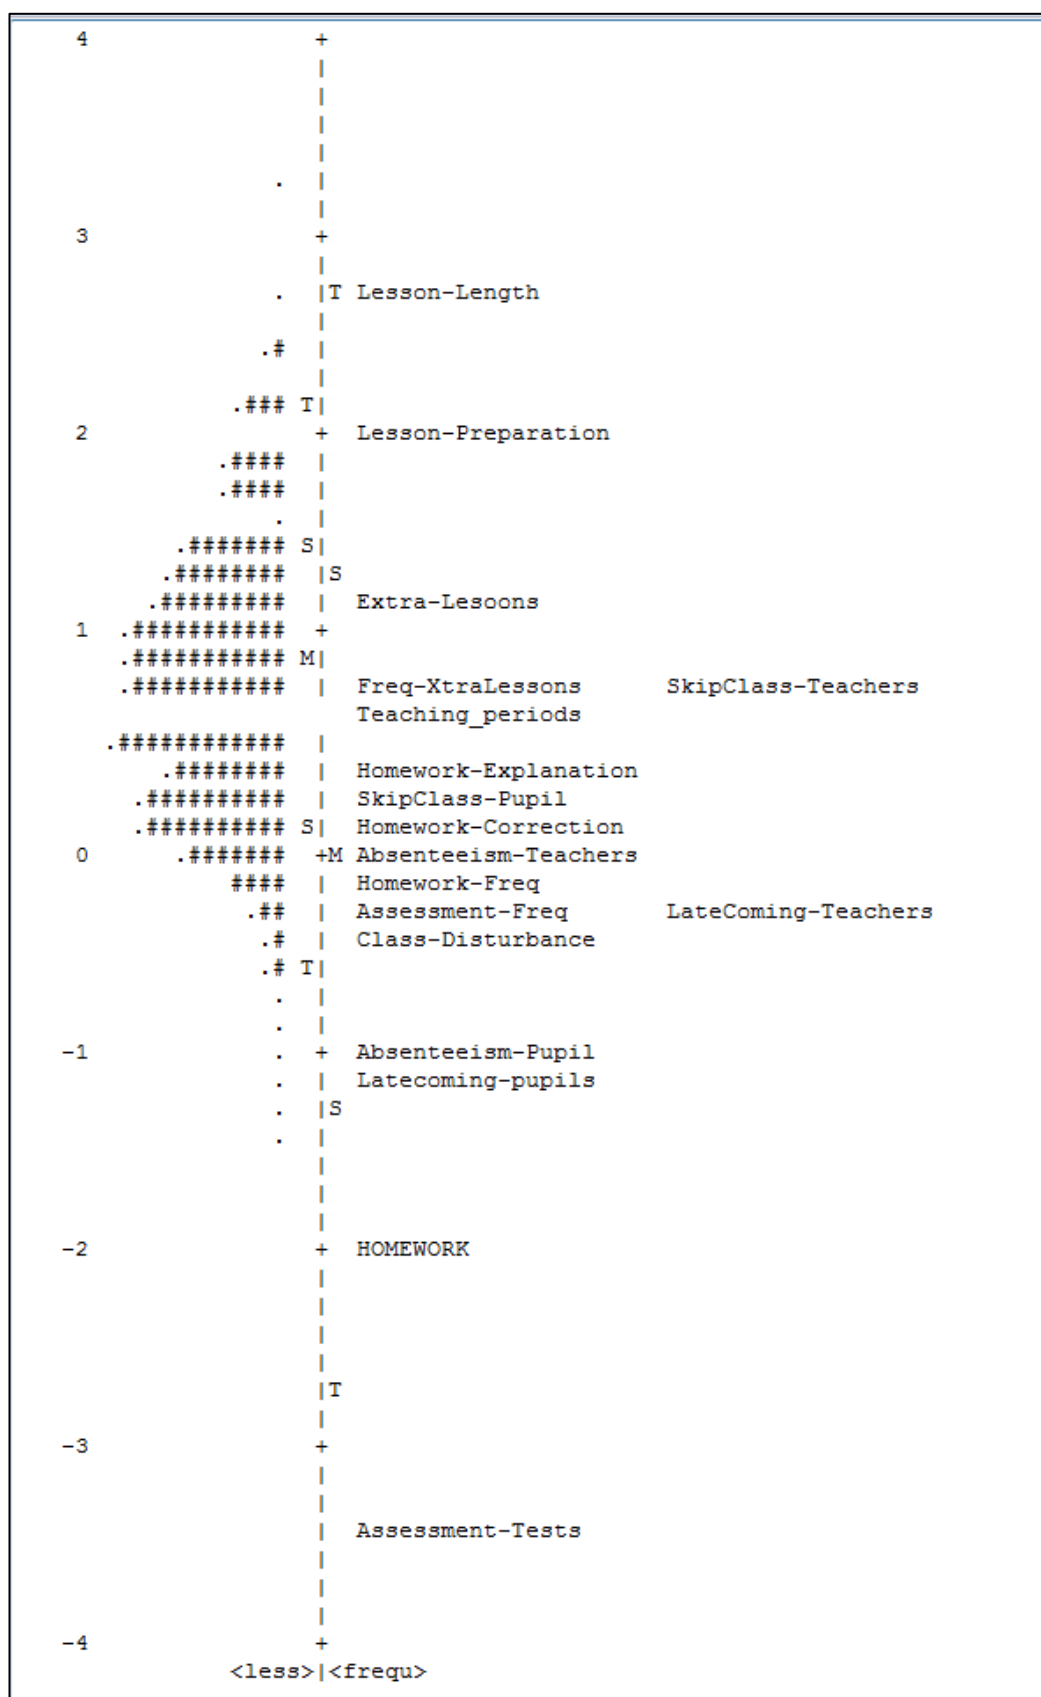 4 +
|
|
|
|
. |
|
3 +
|
. |T Lesson-Length
|
.# |
|
.### T|
2 + Lesson-Preparation
.#### |
.#### |
. |
.####### S|
.######## |S
.######### | Extra-Lesoons
1 .########### +
.########### M|
.########### | Freq-XtraLessons SkipClass-Teachers
Teaching_periods
.############ |
.######## | Homework-Explanation
.########## | SkipClass-Pupil
.########## S| Homework-Correction
0 .####### +M Absenteeism-Teachers
#### | Homework-Freq
.## | Assessment-Freq LateComing-Teachers
.# | Class-Disturbance
.# T|
. |
. |
-1 . + Absenteeism-Pupil
. | Latecoming-pupils
. |S
. |
|
|
|
-2 + HOMEWORK
|
|
|
|
|T
|
-3 +
|
|
| Assessment-Tests
|
|
|
-4 +
<less>|<frequ>